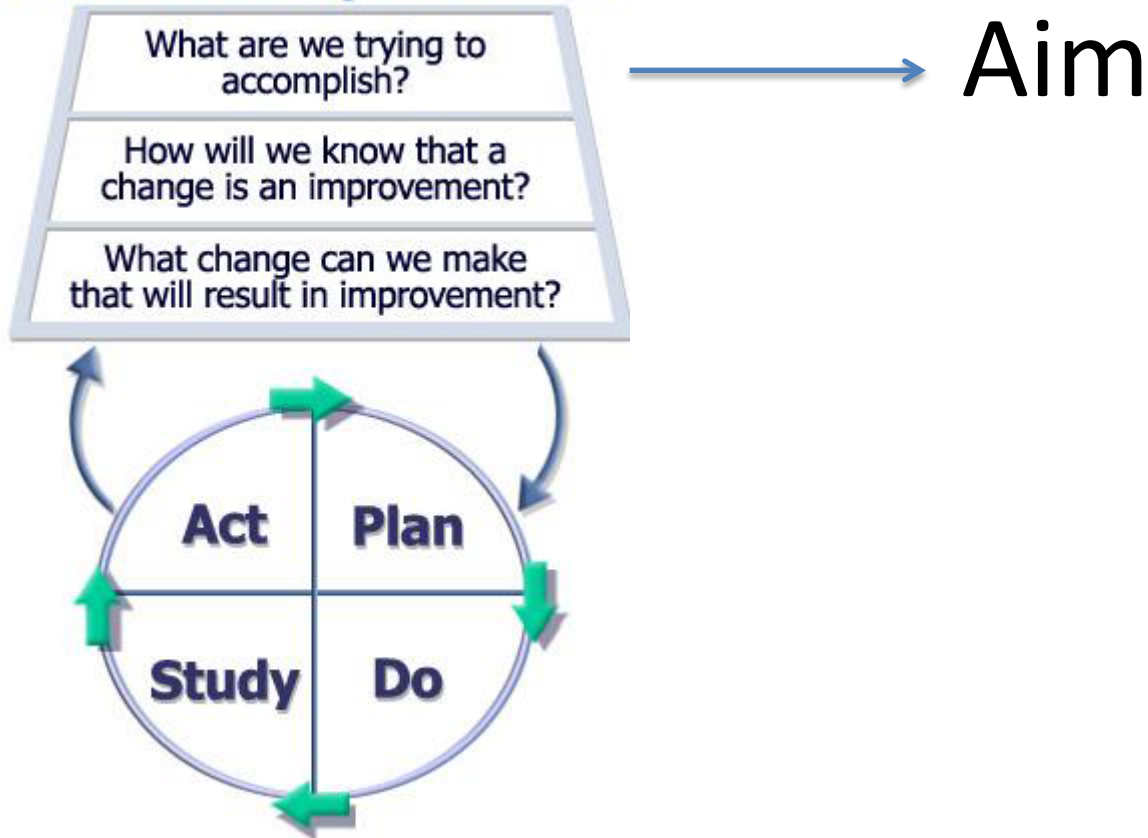 What are we trying to
accomplish?
Aim
How will we know that a
change is an improvement?
What change can we make
that will result in improvement?
Act
Plan
Study
Do